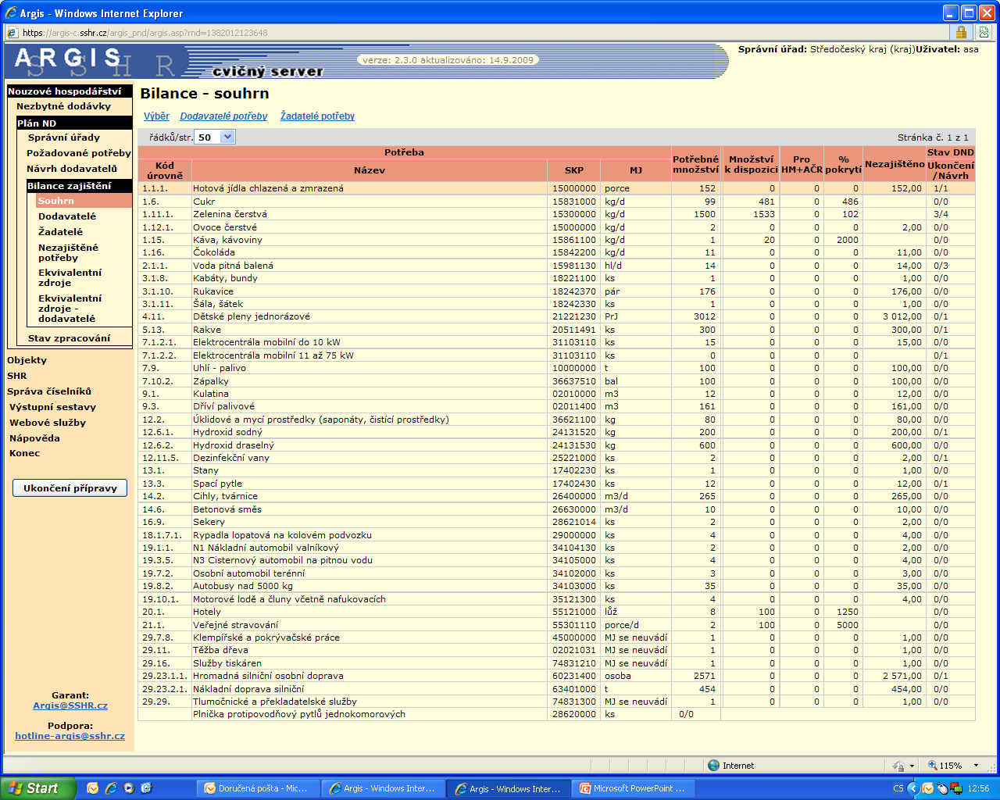 Argis - Windows Internet Explorer
https://argis-c.sshr.cz/argis_pnd/argis.asp?rnd=1382012123648
ARGIS
SSHR
verze: 2.3.0 aktualizováno: 14.9.2009
cvičný server
Správní úřad: Středočeský kraj (kraj)Uživatel: asa
Nouzové hospodářství
Nezbytné dodávky
Plán ND
Správní úřady
Požadované potřeby
Návrh dodavatelů
Bilance zajištění
Souhrn
Dodavatelé
Žadatelé
Nezajištěné
potřeby
Ekvivalentní
zdroje
Ekvivalentní
zdroje -
dodavatelé
Stav zpracování
Objekty
SHR
Správa číselníků
Výstupní sestavy
Webové služby
Nápověda
Konec
Ukončení přípravy
Garant:
Argis@SSHR.cz
Podpora:
hotline-argis@sshr.cz
Bilance - souhrn
Výběr Dodavatelé potřeby Žadatelé potřeby
řádků/str. 50 Stránka č. 1 z 1
Potřeba Potřebné množství Množství k dispozici Pro HM+AČR % pokrytí Nezajištěno Stav DND
Kód úrovně Název SKP MJ Ukončení /Návrh
1.1.1. Hotová jídla chlazená a zmrazená 15000000 porce 152 0 0 0 152,00 1/1
1.6. Cukr 15831000 kg/d 99 481 0 486 0/0
1.11.1. Zelenina čerstvá 15300000 kg/d 1500 1533 0 102 3/4
1.12.1. Ovoce čerstvé 15000000 kg/d 2 0 0 0 2,00 0/1
1.15. Káva, kávoviny 15861100 kg/d 1 20 0 2000 0/0
1.16. Čokoláda 15842200 kg/d 11 0 0 0 11,00 0/0
2.1.1. Voda pitná balená 15981130 hl/d 14 0 0 0 14,00 0/3
3.1.8. Kabáty, bundy 18221100 ks 1 0 0 0 1,00 0/0
3.1.10. Rukavice 18242370 pár 176 0 0 0 176,00 0/0
3.1.11. Šála, šátek 18242330 ks 1 0 0 0 1,00 0/0
4.11. Dětské pleny jednorázové 21221230 PrJ 3012 0 0 0 3 012,00 0/1
5.13. Rakve 20511491 ks 300 0 0 0 300,00 0/1
7.1.2.1. Elektrocentrála mobilní do 10 kW 31103110 ks 15 0 0 0 15,00 0/0
7.1.2.2. Elektrocentrála mobilní 11 až 75 kW 31103110 ks 0 0 0 0 0/1
7.9. Uhlí - palivo 10000000 t 100 0 0 0 100,00 0/0
7.10.2. Zápalky 36637510 bal 100 0 0 0 100,00 0/0
9.1. Kulatina 02010000 m3 12 0 0 0 12,00 0/0
9.3. Dříví palivové 02011400 m3 161 0 0 0 161,00 0/0
12.2. Úklidové a mycí prostředky (saponáty, čistící prostředky) 36621100 kg 80 0 0 0 80,00 0/0
12.6.1. Hydroxid sodný 24131520 kg 200 0 0 0 200,00 0/1
12.6.2. Hydroxid draselný 24131530 kg 600 0 0 0 600,00 0/0
12.11.5. Dezinfekční vany 25221000 ks 2 0 0 0 2,00 0/1
13.1. Stany 17402230 ks 1 0 0 0 1,00 0/0
13.3. Spací pytle 17402430 ks 12 0 0 0 12,00 0/1
14.2. Cihly, tvárnice 26400000 m3/d 265 0 0 0 265,00 0/0
14.6. Betonová směs 26630000 m3/d 10 0 0 0 10,00 0/0
16.9. Sekery 28621014 ks 2 0 0 0 2,00 0/0
18.1.7.1. Rypadla lopatová na kolovém podvozku 29000000 ks 4 0 0 0 4,00 0/0
19.1.1. N1 Nákladní automobil valníkový 34104130 ks 2 0 0 0 2,00 0/0
19.3.5. N3 Cisternový automobil na pitnou vodu 34105000 ks 4 0 0 0 4,00 0/0
19.7.2. Osobní automobil terénní 34102000 ks 3 0 0 0 3,00 0/0
19.8.2. Autobusy nad 5000 kg 34103000 ks 35 0 0 0 35,00 0/0
19.10.1. Motorové lodě a čluny včetně nafukovacích 35121300 ks 4 0 0 0 4,00 0/0
20.1. Hotely 55121000 lůž 8 100 0 1250 0/0
21.1. Veřejné stravování 55301110 porce/d 2 100 0 5000 0/0
29.7.8. Klempířské a pokrývačské práce 45000000 MJ se neuvádí 1 0 0 0 1,00 0/0
29.11. Těžba dřeva 02021031 MJ se neuvádí 1 0 0 0 1,00 0/0
29.16. Služby tiskáren 74831210 MJ se neuvádí 1 0 0 0 1,00 0/0
29.23.1.1. Hromadná silniční osobní doprava 60231400 osoba 2571 0 0 0 2 571,00 0/1
29.23.2.1. Nákladní doprava silniční 63401000 t 454 0 0 0 454,00 0/0
29.29. Tlumočnické a překladatelské služby 74831300 MJ se neuvádí 1 0 0 0 1,00 0/0
Plnička protipovodňový pytlů jednokomorových 28620000 ks 0/0
Internet 115%
Start Doručená pošta - Mic... Argis - Windows Inter... Argis - Windows Inter... Microsoft PowerPoint ... CS 12:56